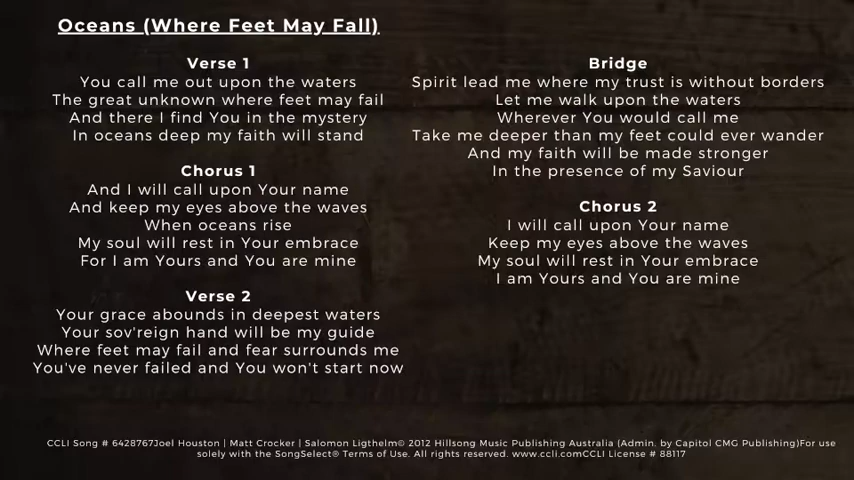 Oceans (Where Feet May Fall)
Verse 1
You call me out upon the waters
The great unknown where feet may fail
And there I find You in the mystery
In oceans deep my faith will stand
Chorus 1
And I will call upon Your name
And keep my eyes above the waves
When oceans rise
My soul will rest in Your embrace
For I am Yours and You are mine
Verse 2
Your grace abounds in deepest waters
Your sov'reign hand will be my guide
Where feet may fail and fear surrounds me
You've never failed and You won't start now
Bridge
Spirit lead me where my trust is without borders
Let me walk upon the waters
Wherever You would call me
Take me deeper than my feet could ever wander
And my faith will be made stronger
In the presence of my Saviour
Chorus 2
I will call upon Your name
Keep my eyes above the waves
My soul will rest in Your embrace
I am Yours and You are mine
CCLI Song # 6428767Joel Houston | Matt Crocker | Salomon Ligthelm© 2012 Hillsong Music Publishing Australia (Admin. by Capitol CMG Publishing)For use
solely with the SongSelect® Terms of Use. All rights reserved. www.ccli.comCCLI License # 88117